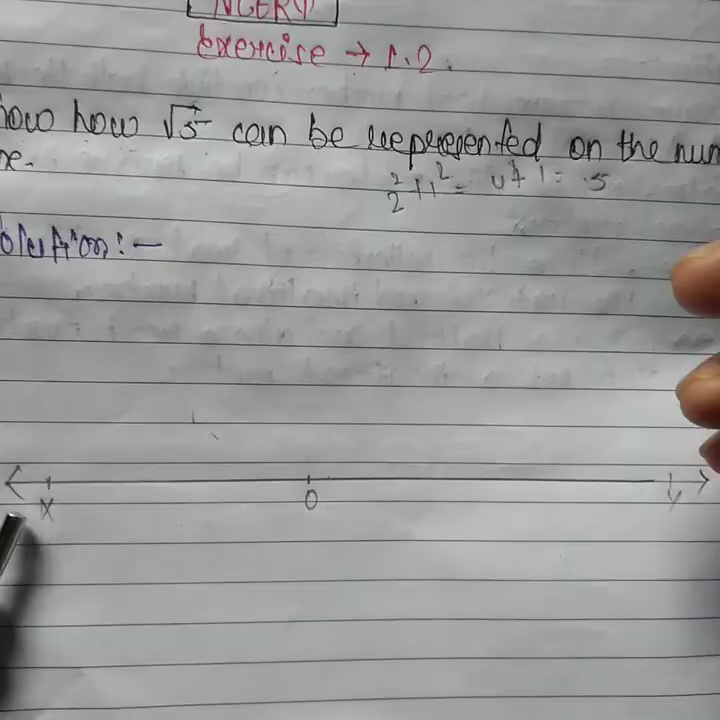 NCERT
Exercise → 1.2.
how how √5 can be represented on the num
ne.
2² + 1² = 4 + 1 = 5
olution :-
X O Y